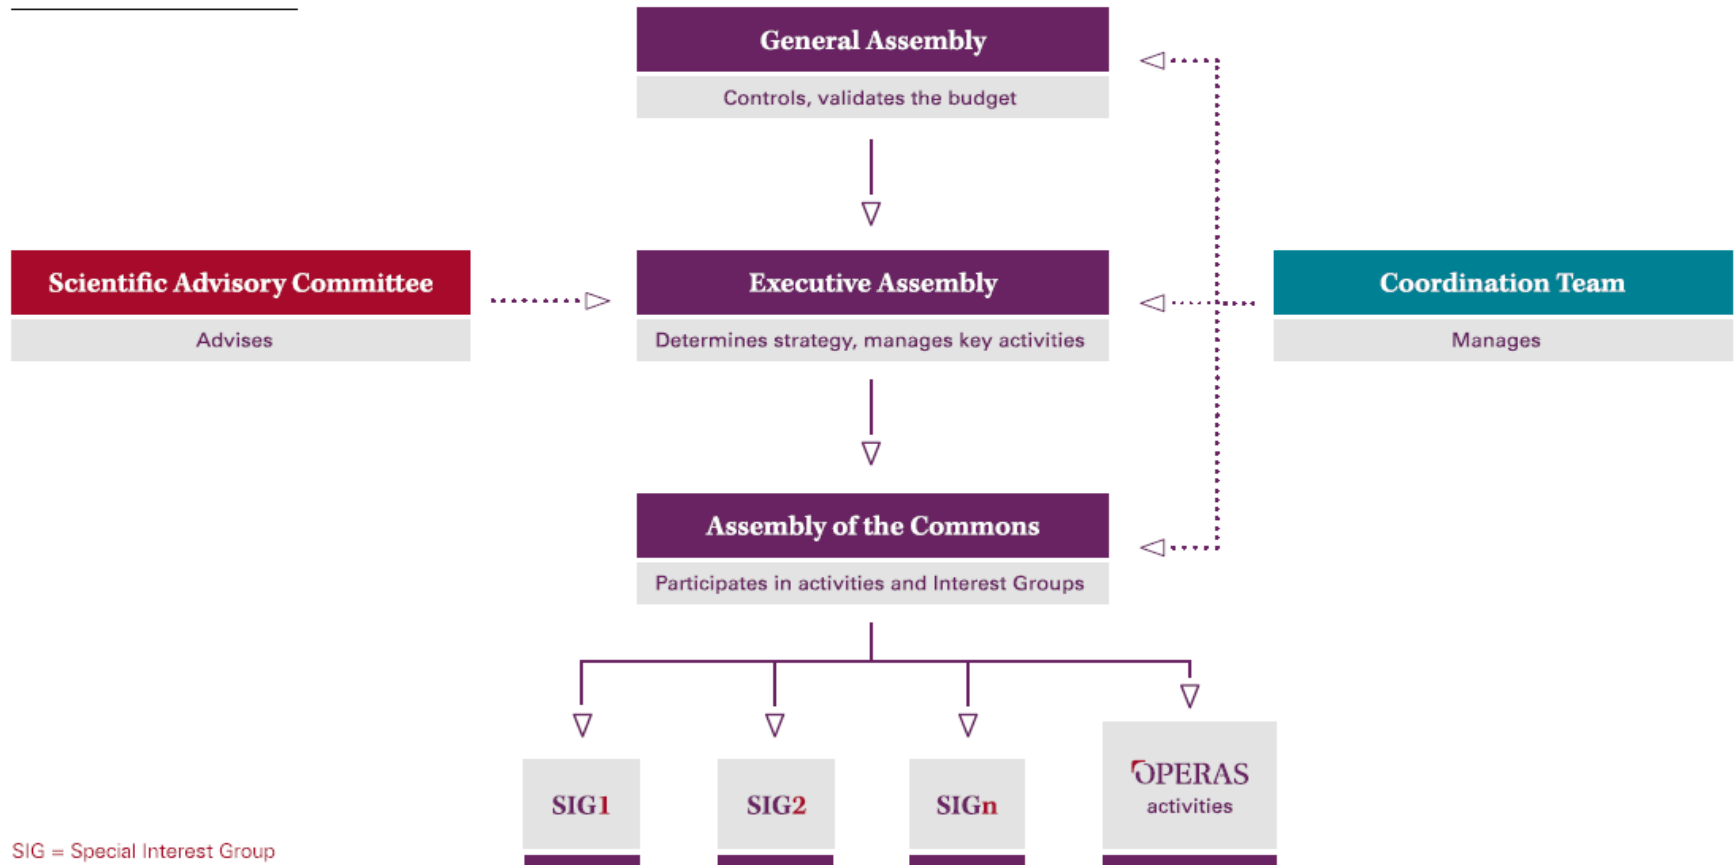 General Assembly
Controls, validates the budget
Scientific Advisory Committee
Advises
Executive Assembly
Determines strategy, manages key activities
Coordination Team
Manages
Assembly of the Commons
Participates in activities and Interest Groups
SIG1
SIG2
SIGn
OPERAS
activities
SIG = Special Interest Group